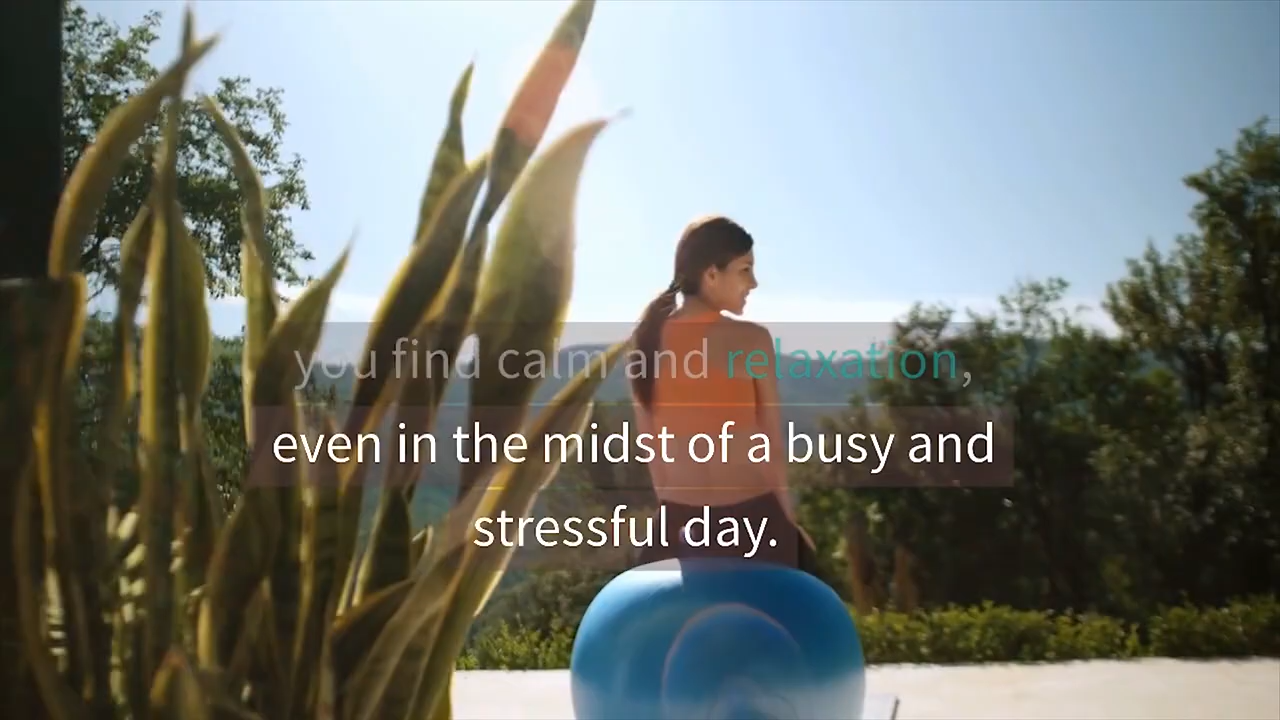 you find calm and relaxation,
even in the midst of a busy and
stressful day.